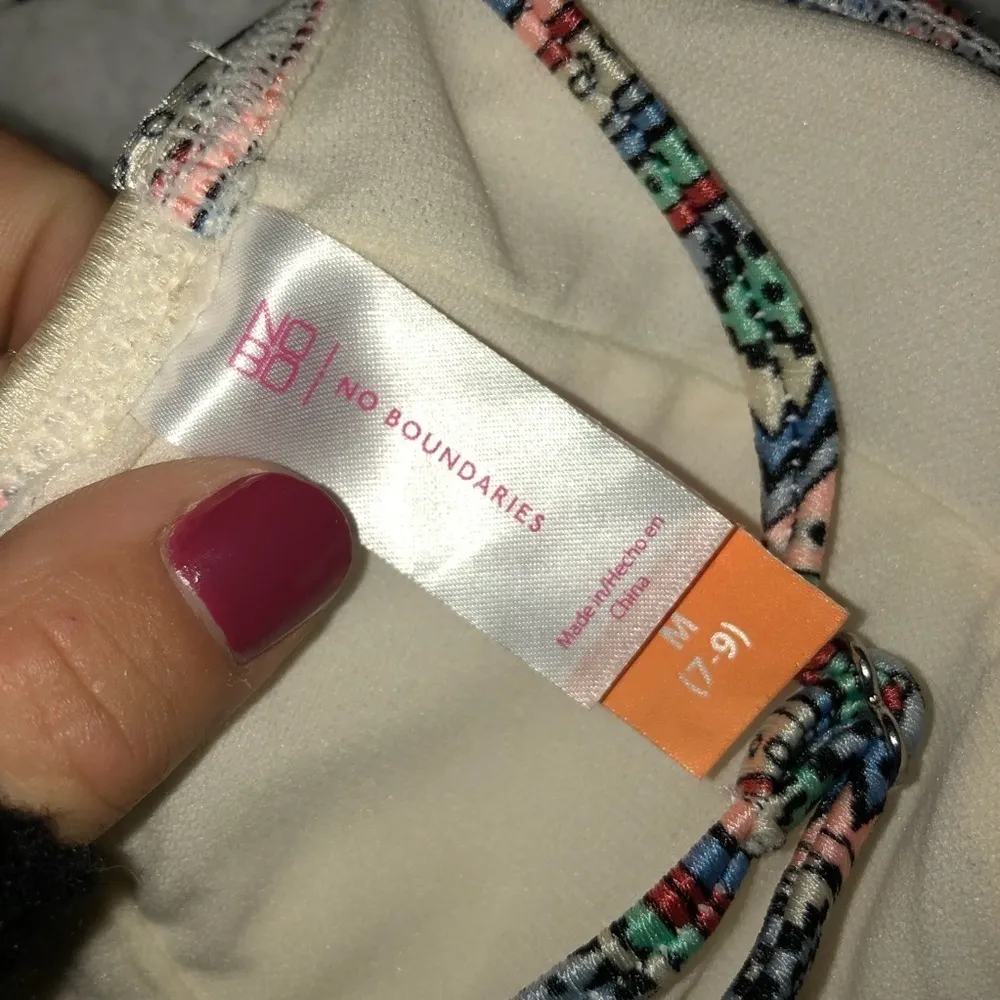 NO
BO
NO BOUNDARIES
Made in/Hecho en
China
M
(7-9)